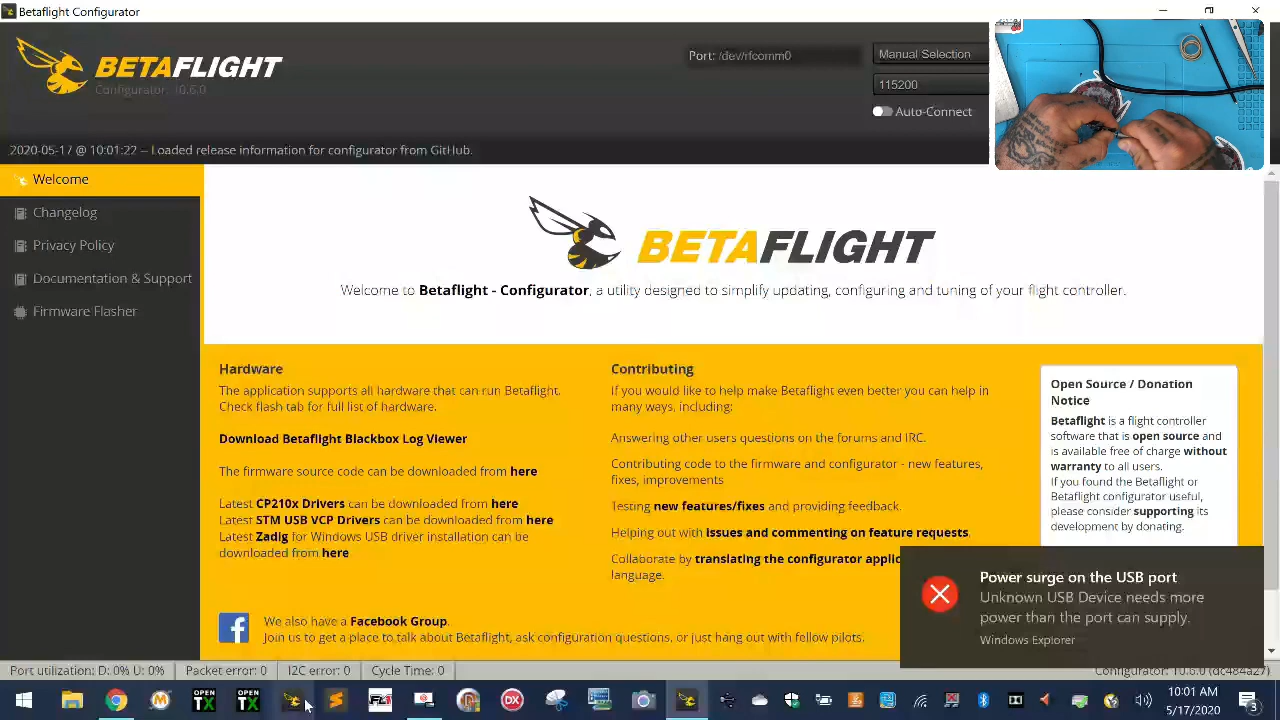 Betaflight Configurator
BETAFLIGHT
Configurator: 10.6.0
Port: /dev/rfcomm0
Manual Selection
115200
Auto-Connect
2020-05-17 @ 10:01:22 -- Loaded release information for configurator from GitHub.
Welcome
Changelog
Privacy Policy
Documentation & Support
Firmware Flasher
BETAFLIGHT
Welcome to Betaflight - Configurator, a utility designed to simplify updating, configuring and tuning of your flight controller.
Hardware
The application supports all hardware that can run Betaflight.
Check flash tab for full list of hardware.
Download Betaflight Blackbox Log Viewer
The firmware source code can be downloaded from here
Latest CP210x Drivers can be downloaded from here
Latest STM USB VCP Drivers can be downloaded from here
Latest Zadig for Windows USB driver installation can be
downloaded from here
Contributing
If you would like to help make Betaflight even better you can help in
many ways, including:
Answering other users questions on the forums and IRC.
Contributing code to the firmware and configurator - new features,
fixes, improvements
Testing new features/fixes and providing feedback.
Helping out with issues and commenting on feature requests.
Collaborate by translating the configurator applic
language.
Open Source / Donation
Notice
Betaflight is a flight controller
software that is open source and
is available free of charge without
warranty to all users.
If you found the Betaflight or
Betaflight configurator useful,
please consider supporting its
development by donating.
We also have a Facebook Group.
Join us to get a place to talk about Betaflight, ask configuration questions, or just hang out with fellow pilots.
Power surge on the USB port
Unknown USB Device needs more
power than the port can supply.
Windows Explorer
Port utilization: D: 0% U: 0%
Packet error: 0
I2C error: 0
Cycle Time: 0
Configurator: 10.6.0 (dc484a27)
OPEN
TX
OPEN
TX
DX
10:01 AM
5/17/2020
3